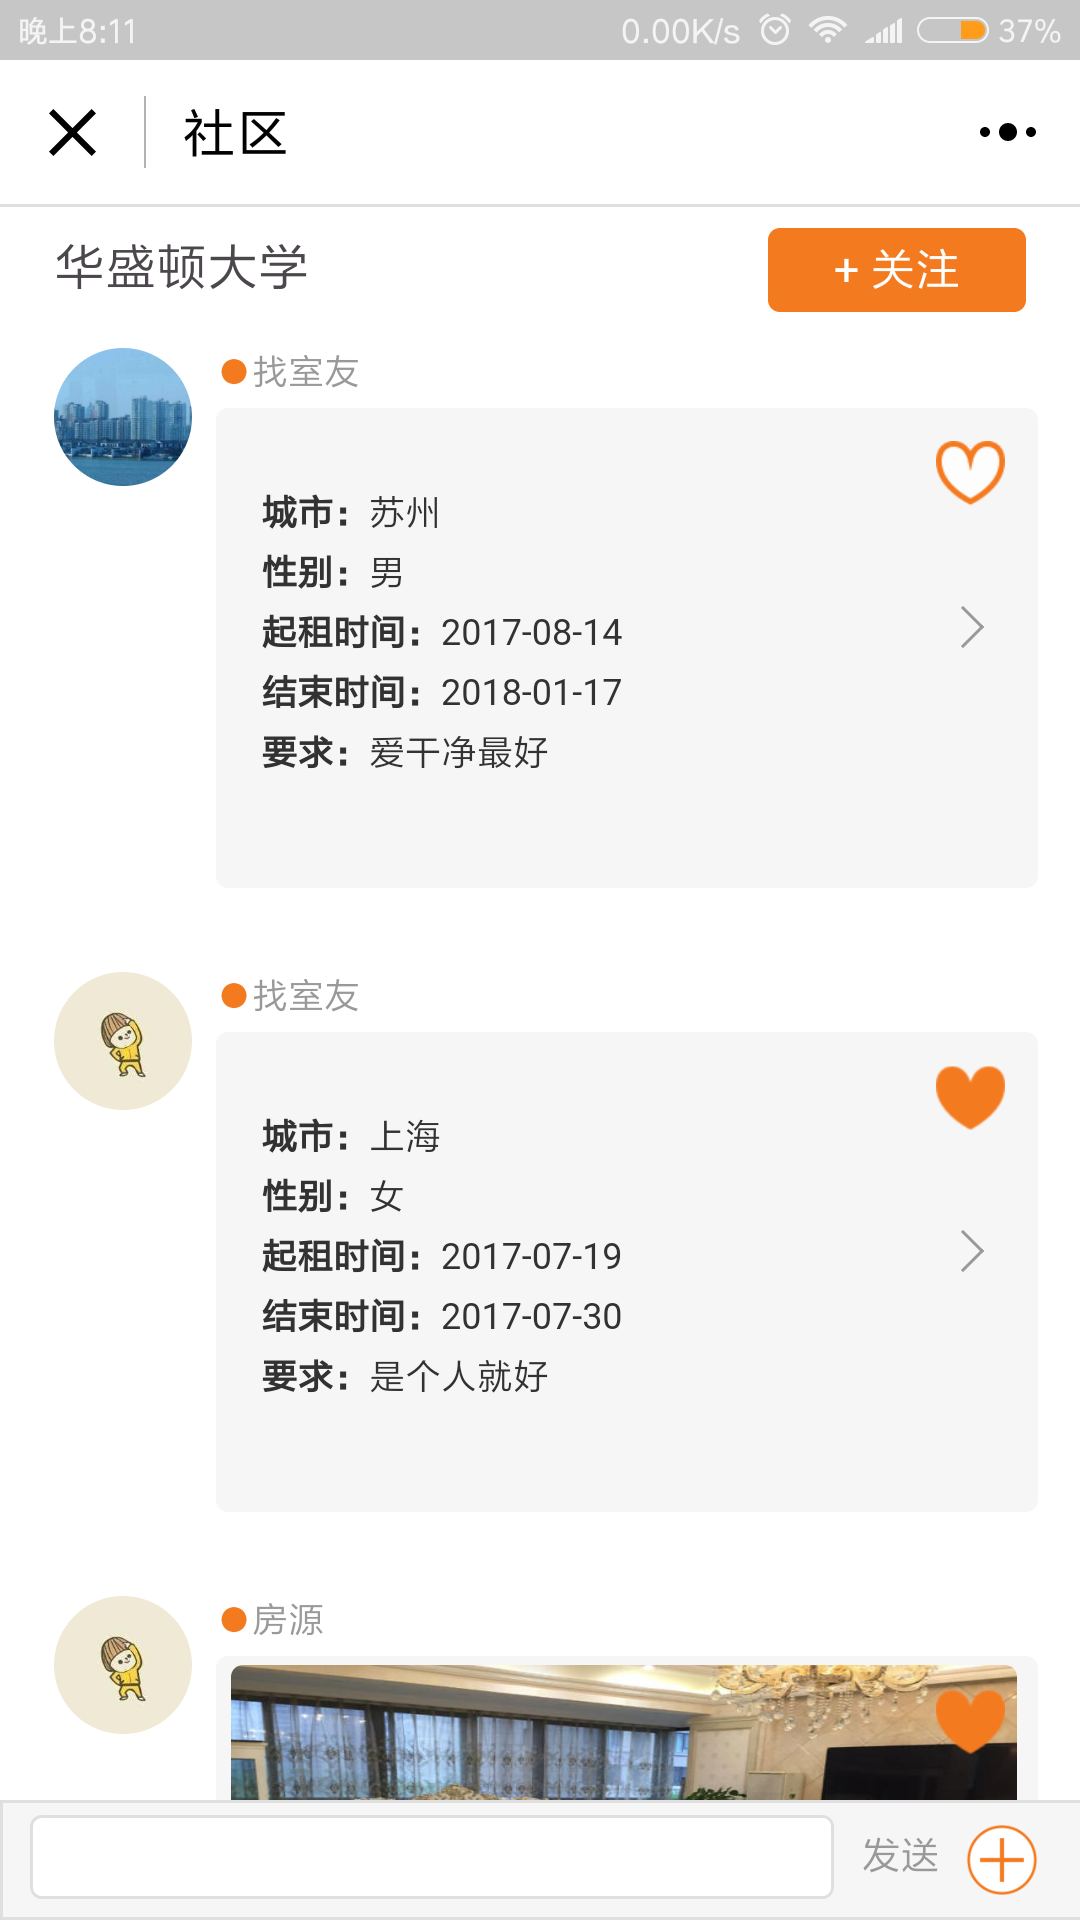 晚上8:11
0.00K/s
37%
社区
华盛顿大学
+ 关注
找室友
城市：苏州
性别：男
起租时间：2017-08-14
结束时间：2018-01-17
要求：爱干净最好
找室友
城市：上海
性别：女
起租时间：2017-07-19
结束时间：2017-07-30
要求：是个人就好
房源
发送